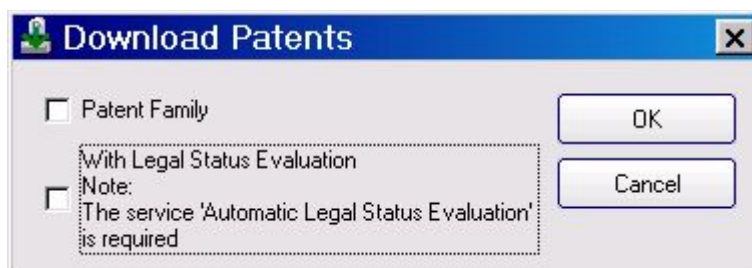 Download Patents
Patent Family
OK
With Legal Status Evaluation
Note:
The service 'Automatic Legal Status Evaluation'
is required
Cancel